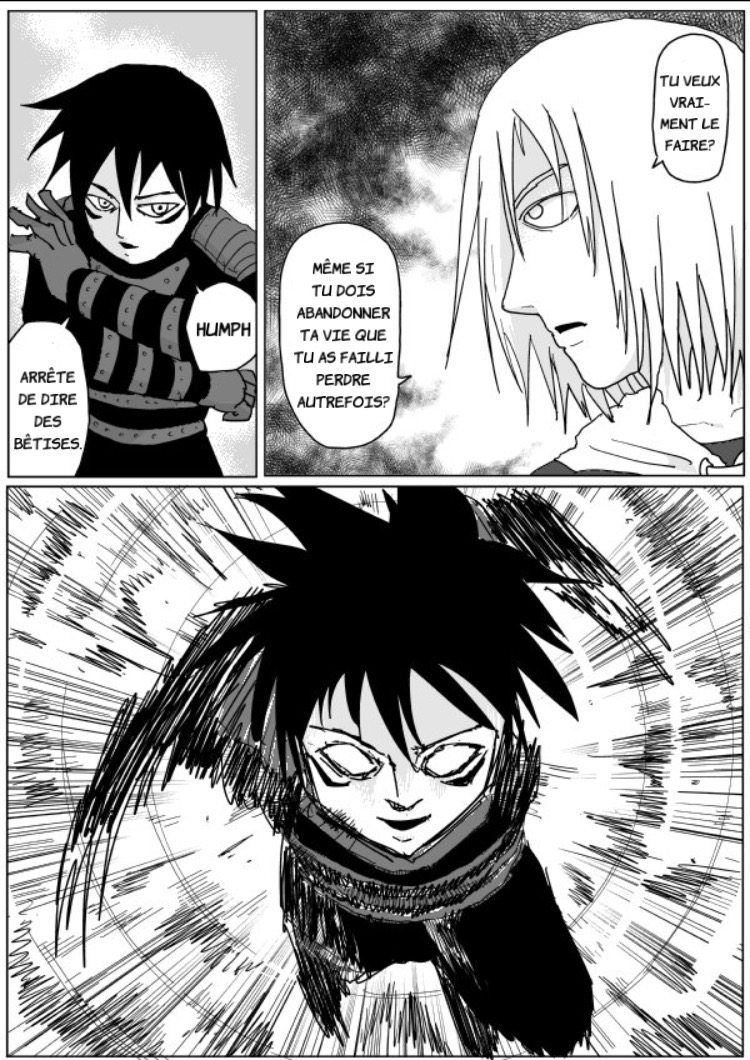 TU VEUX
VRAI-
MENT LE
FAIRE?
MÊME SI
TU DOIS
ABANDONNER
TA VIE QUE
TU AS FAILLI
PERDRE
AUTREFOIS?
HUMPH
ARRÊTE
DE DIRE
DES
BÊTISES.